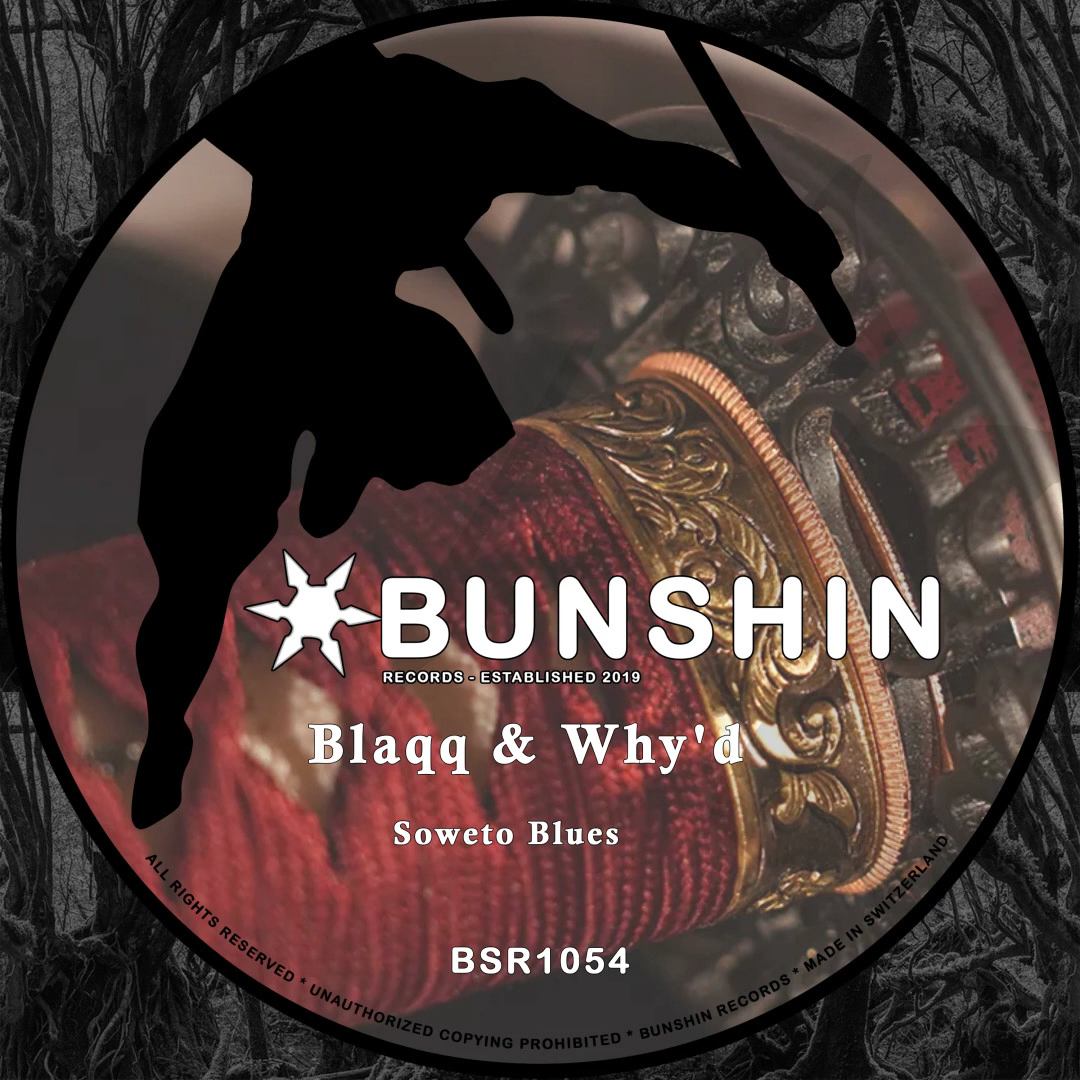 BUNSHIN
RECORDS - ESTABLISHED 2019
Blaqq & Why'd
Soweto Blues
BSR1054
ALL RIGHTS RESERVED * UNAUTHORIZED COPYING PROHIBITED * BUNSHIN RECORDS * MADE IN SWITZERLAND